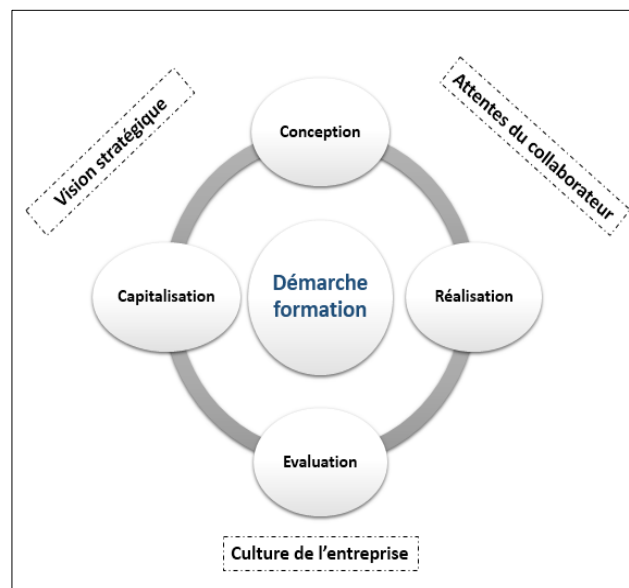 Vision stratégique
Attentes du collaborateur
Conception
Capitalisation
Démarche
formation
Réalisation
Evaluation
Culture de l’entreprise